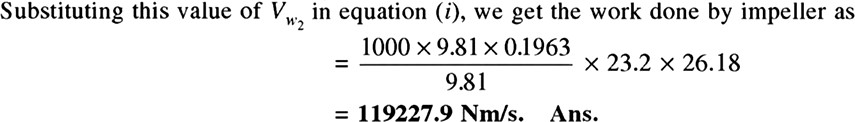 Substituting this value of V_{w_2} in equation (i), we get the work done by impeller as
= \frac{1000 × 9.81 × 0.1963}{9.81} × 23.2 × 26.18
= 119227.9 Nm/s. Ans.